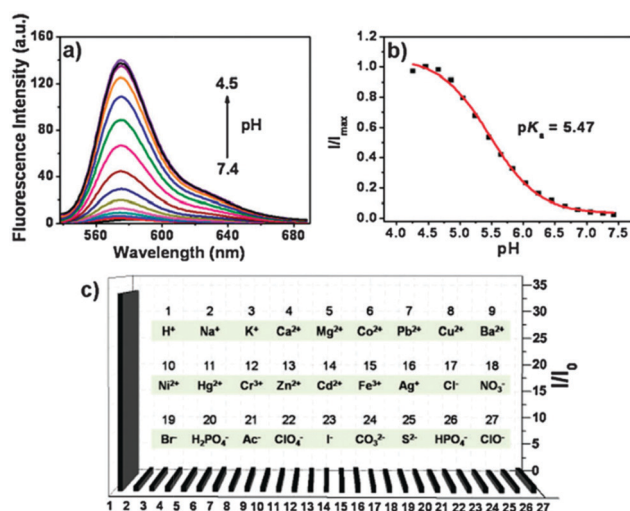 a)
160
120
80
40
0
Fluorescence Intensity (a.u.)
4.5
pH
7.4
560 600 640 680
Wavelength (nm)
b)
1.0
0.8
0.6
0.4
0.2
0.0
I/Imax
pKa = 5.47
4.0 4.5 5.0 5.5 6.0 6.5 7.0 7.5
pH
c)
1 2 3 4 5 6 7 8 9
H⁺ Na⁺ K⁺ Ca²⁺ Mg²⁺ Co²⁺ Pb²⁺ Cu²⁺ Ba²⁺
10 11 12 13 14 15 16 17 18
Ni²⁺ Hg²⁺ Cr³⁺ Zn²⁺ Cd²⁺ Fe³⁺ Ag⁺ Cl⁻ NO₃⁻
19 20 21 22 23 24 25 26 27
Br⁻ H₂PO₄⁻ Ac⁻ ClO₄⁻ I⁻ CO₃²⁻ S²⁻ HPO₄⁻ ClO⁻
35
30
25
20
15
10
5
0
I/I₀
1 2 3 4 5 6 7 8 9 10 11 12 13 14 15 16 17 18 19 20 21 22 23 24 25 26 27